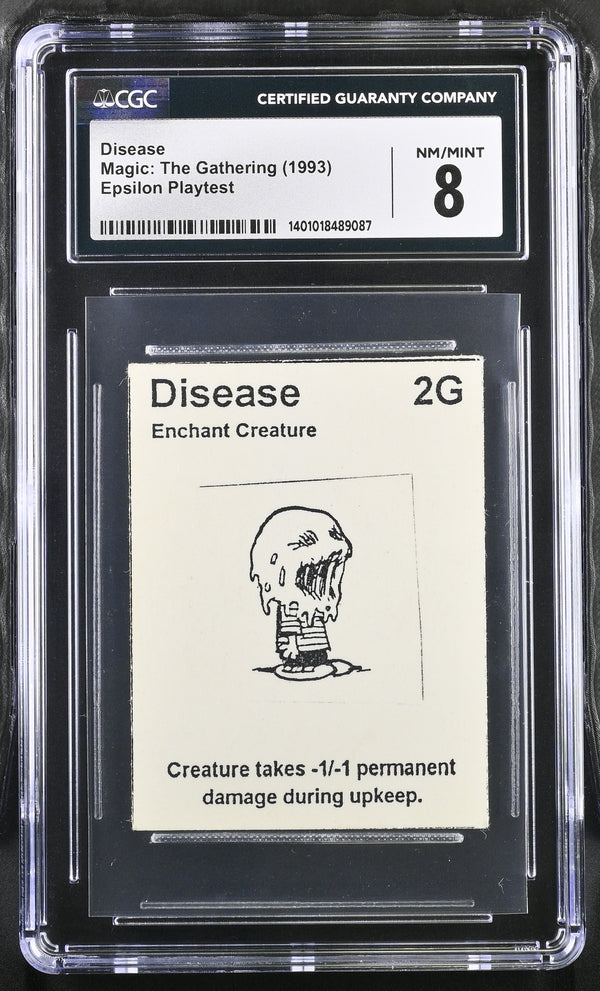 CGC
CERTIFIED GUARANTY COMPANY
Disease
Magic: The Gathering (1993)
Epsilon Playtest
NM/MINT
8
1401018489087
Disease 2G
Enchant Creature
Creature takes -1/-1 permanent
damage during upkeep.